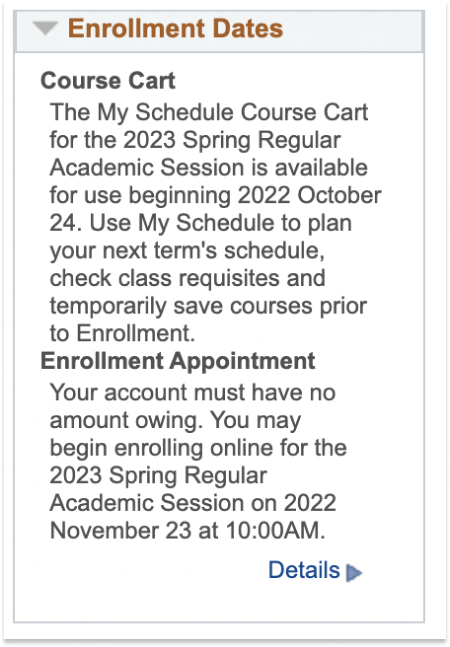 Enrollment Dates
Course Cart
The My Schedule Course Cart
for the 2023 Spring Regular
Academic Session is available
for use beginning 2022 October
24. Use My Schedule to plan
your next term's schedule,
check class requisites and
temporarily save courses prior
to Enrollment.
Enrollment Appointment
Your account must have no
amount owing. You may
begin enrolling online for the
2023 Spring Regular
Academic Session on 2022
November 23 at 10:00AM.
Details